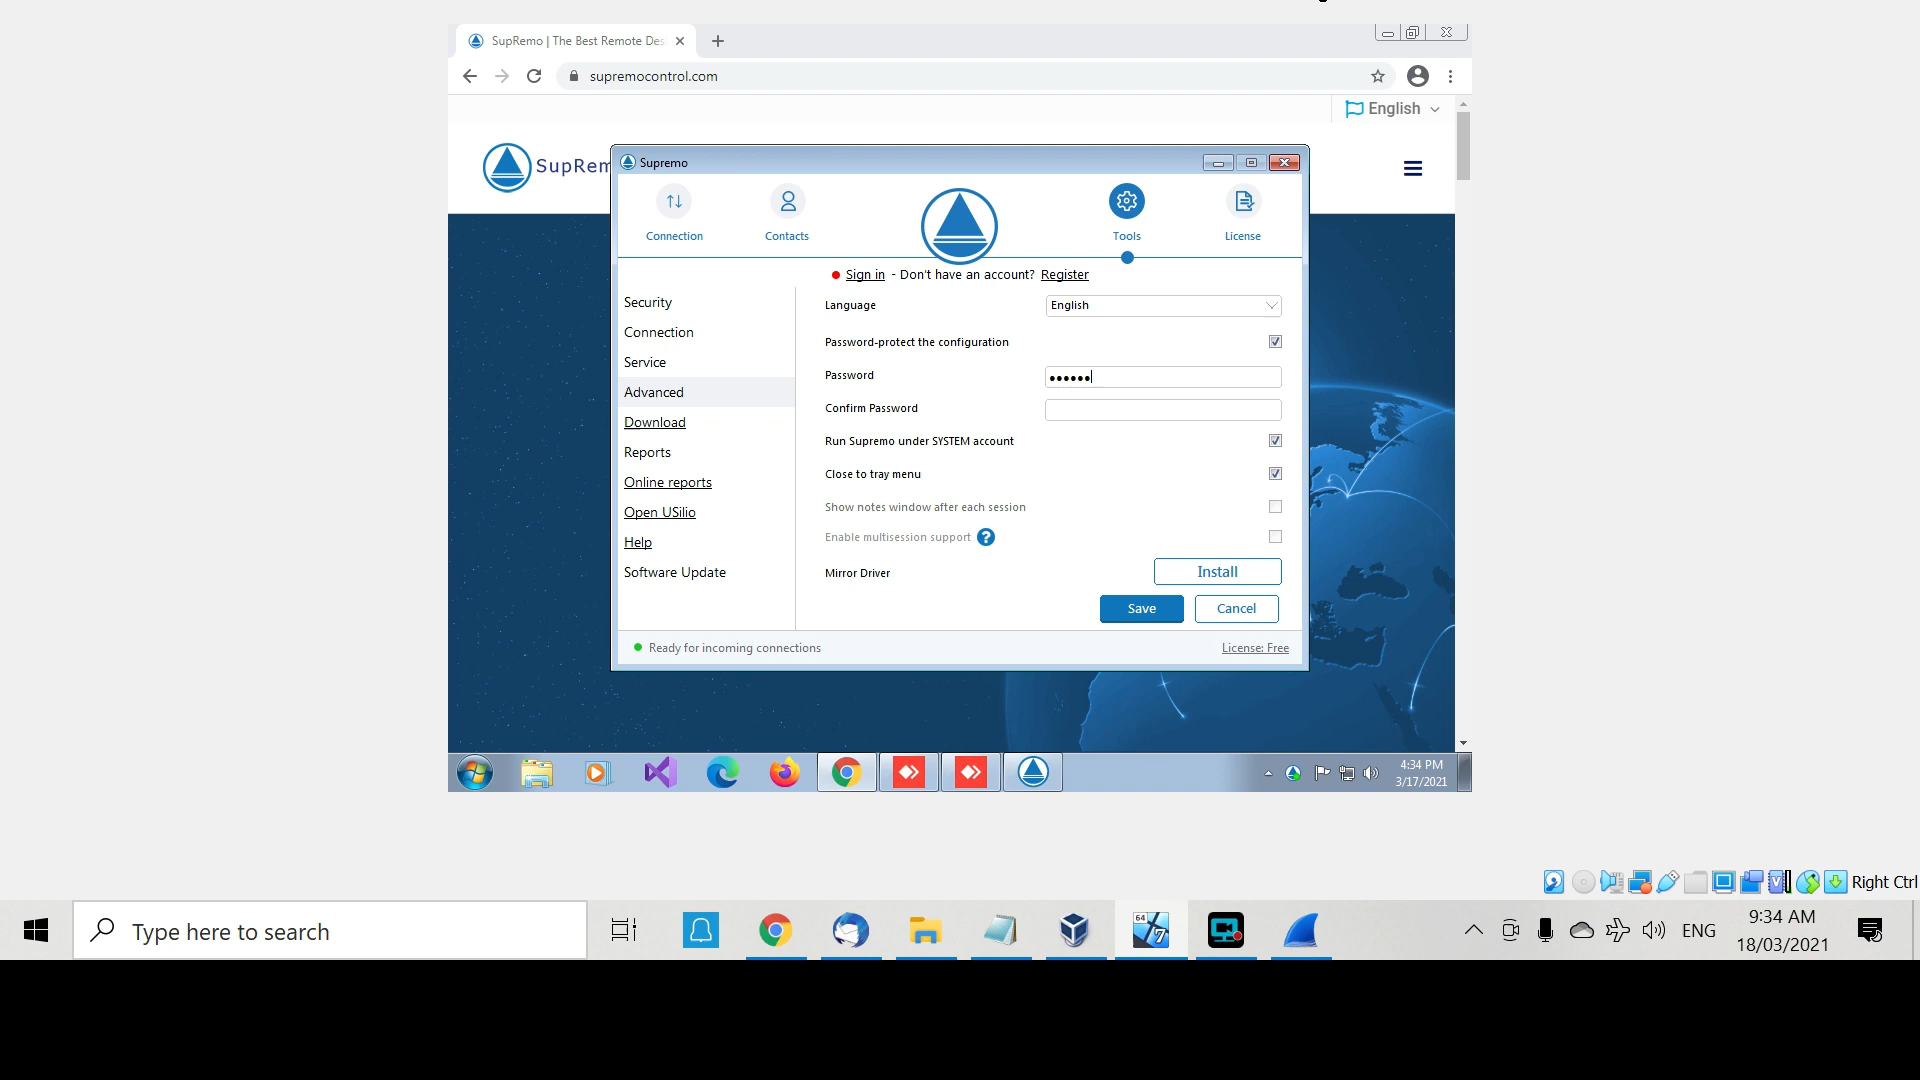 SupRemo | The Best Remote Des
supremocontrol.com
English
SupRem
Supremo
Connection
Contacts
Tools
License
Sign in - Don't have an account? Register
Security
Connection
Service
Advanced
Download
Reports
Online reports
Open USilio
Help
Software Update
Language
English
Password-protect the configuration
Password
••••••
Confirm Password
Run Supremo under SYSTEM account
Close to tray menu
Show notes window after each session
Enable multisession support ?
Mirror Driver
Install
Save
Cancel
Ready for incoming connections
License: Free
4:34 PM
3/17/2021
Right Ctrl
Type here to search
64
7
ENG
9:34 AM
18/03/2021